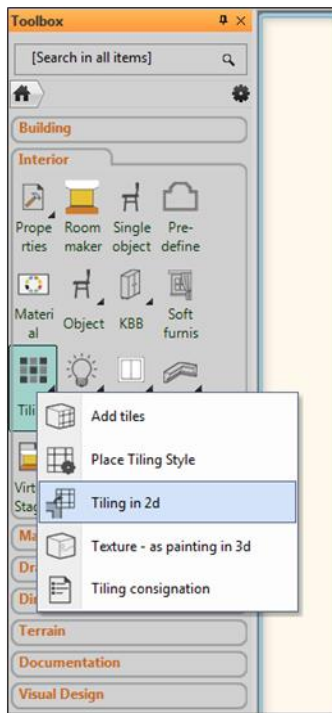 Toolbox
[Search in all items]
Building
Interior
Prope
rties
Room
maker
Single
object
Pre-
define
Materi
al
Object
KBB
Soft
furnis
Tili
Add tiles
Place Tiling Style
Tiling in 2d
Texture - as painting in 3d
Tiling consignation
Virt
Stag
Ma
Dra
Di
Terrain
Documentation
Visual Design